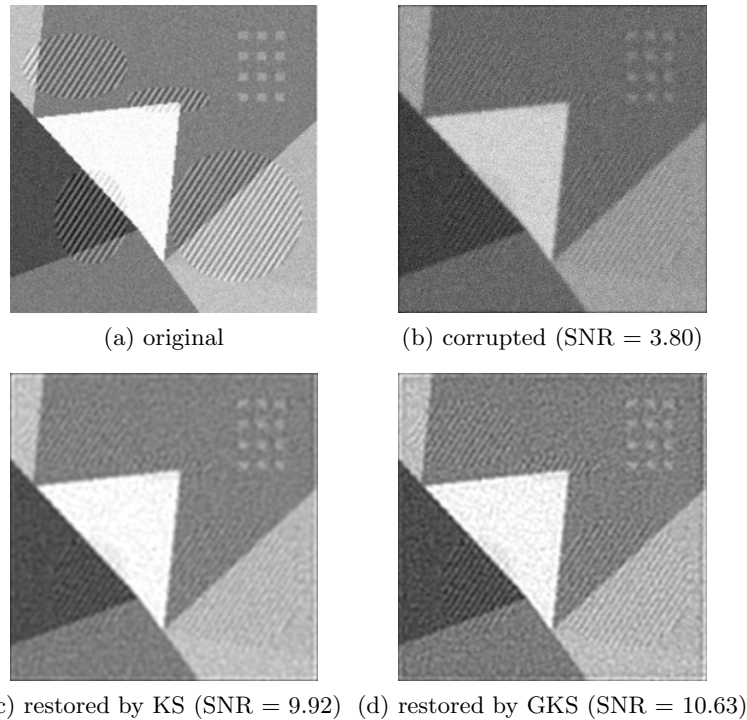 (a) original
(b) corrupted (SNR = 3.80)
c) restored by KS (SNR = 9.92)
(d) restored by GKS (SNR = 10.63)